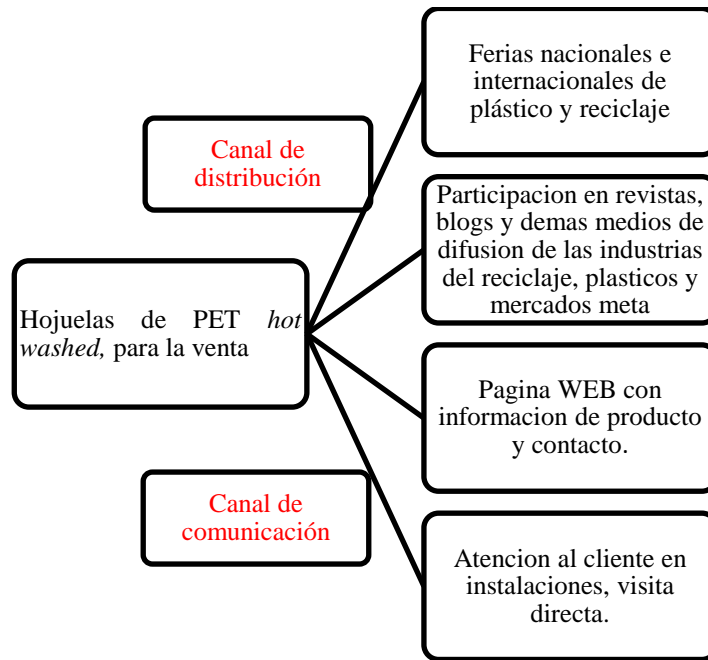 Ferias nacionales e
internacionales de
plástico y reciclaje
Canal de
distribución
Participacion en revistas,
blogs y demas medios de
difusion de las industrias
del reciclaje, plasticos y
mercados meta
Hojuelas de PET hot
washed, para la venta
Pagina WEB con
informacion de producto
y contacto.
Canal de
comunicación
Atencion al cliente en
instalaciones, visita
directa.